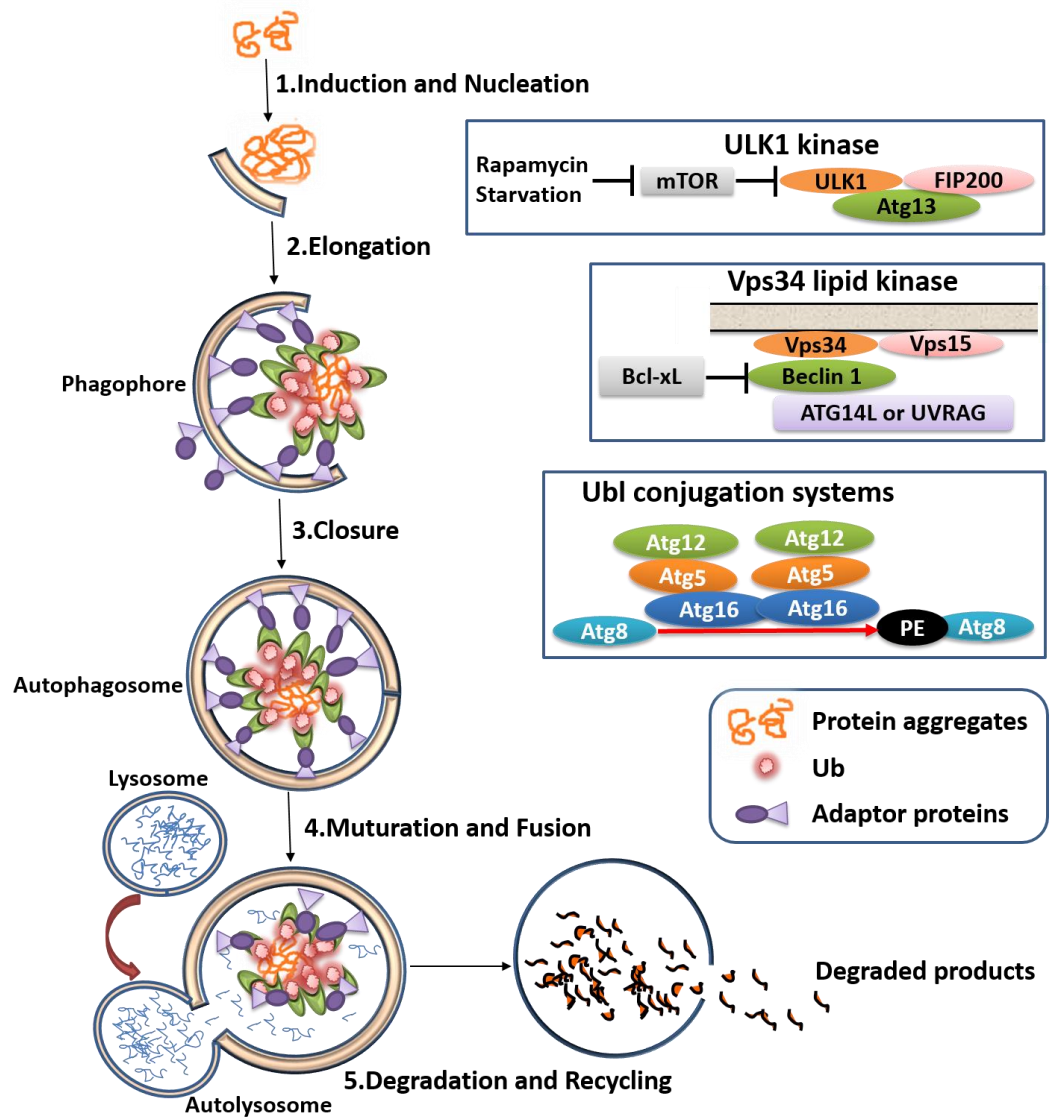 1.Induction and Nucleation
ULK1 kinase
Rapamycin
Starvation
mTOR
ULK1
FIP200
Atg13
2.Elongation
Vps34 lipid kinase
Vps34
Vps15
Bcl-xL
Beclin 1
ATG14L or UVRAG
Phagophore
Ubl conjugation systems
Atg12
Atg12
Atg5
Atg5
Atg16
Atg16
Atg8
PE
Atg8
3.Closure
Autophagosome
Protein aggregates
Ub
Adaptor proteins
Lysosome
4.Muturation and Fusion
Degraded products
5.Degradation and Recycling
Autolysosome